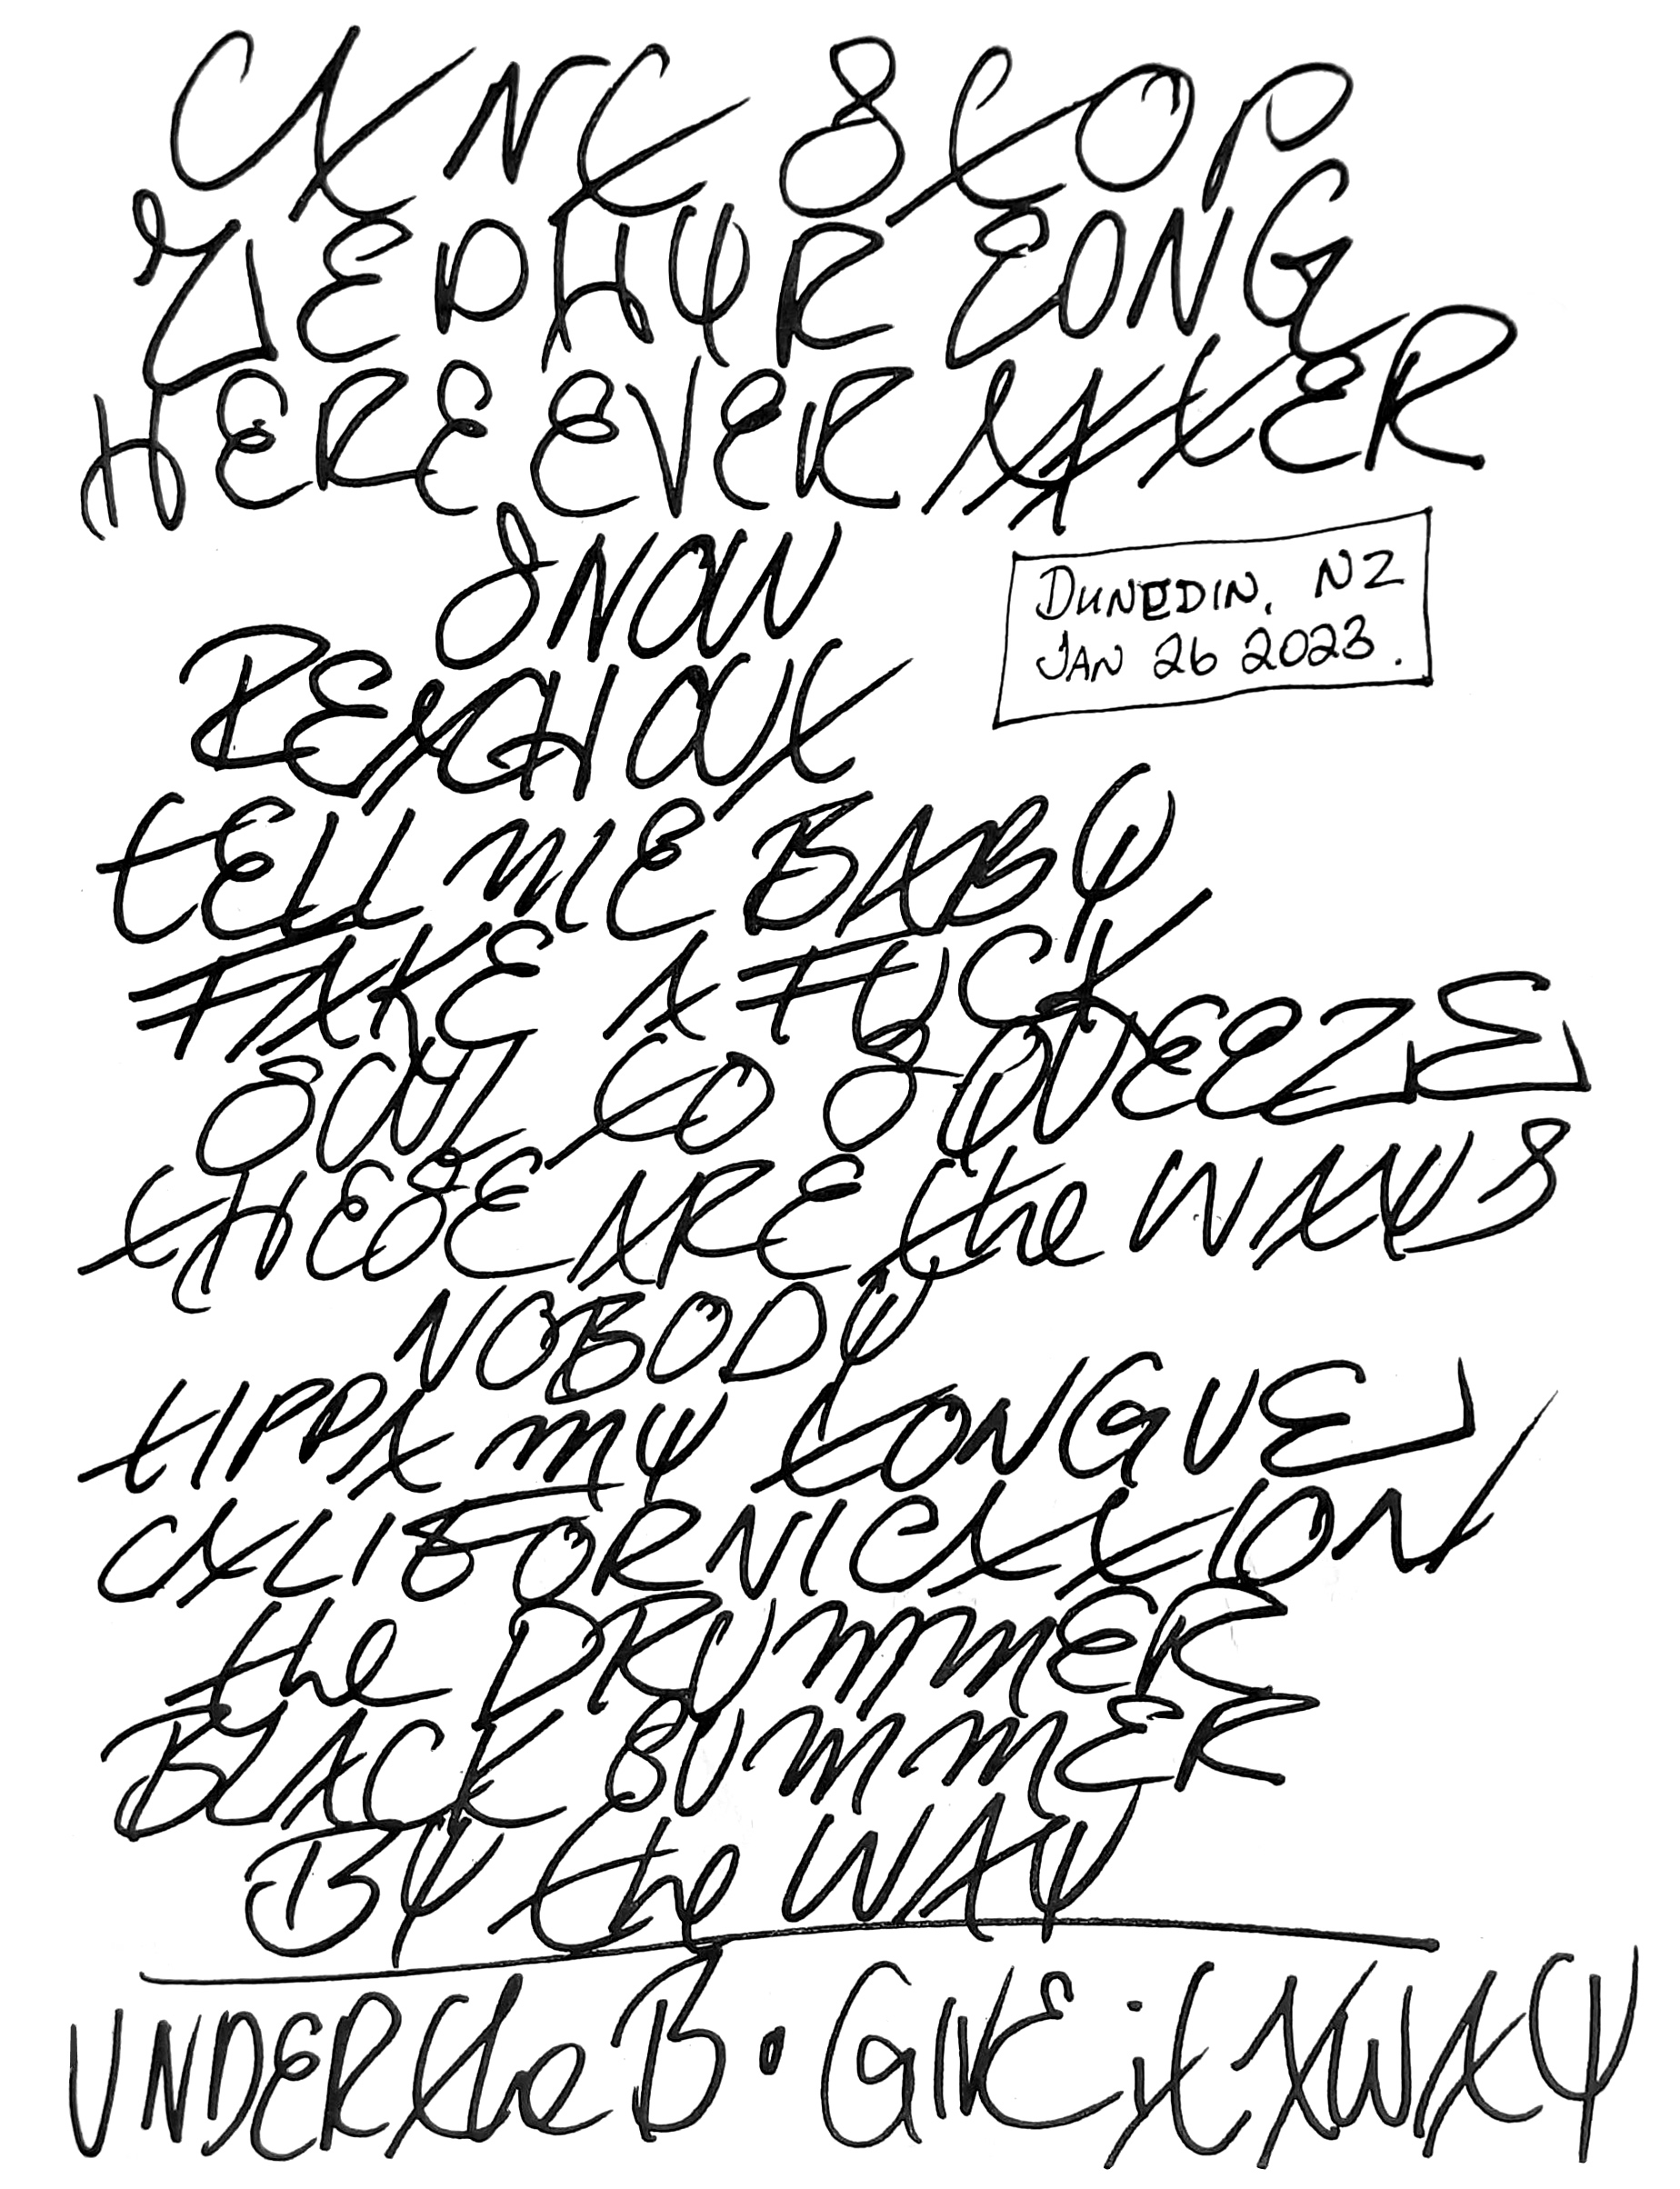 CAN'T STOP
ZEPHYR SONG
HERE EVER AFTER
SNOW
DUNEDIN, NZ
JAN 26 2023.
REACH OUT
TELL ME BABY
FAKE A FUCK
SUX TO SQUEEZE
THESE ARE the WAYS
NOBODY
TIPPA MY TONGUE
CALIFORNICATION
the DRUMMER
BLACK SUMMER
BY the WAY
UNDER the B • GIVE it AWAY